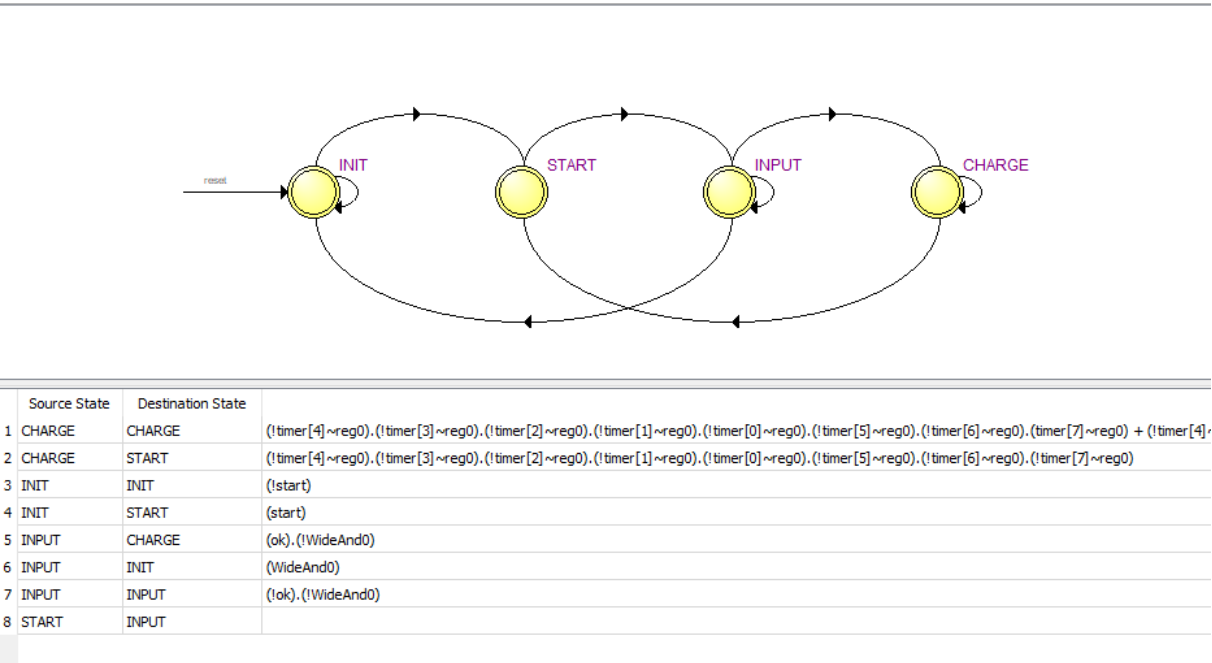 reset
INIT
START
INPUT
CHARGE
Source State Destination State
1 CHARGE CHARGE (!timer[4]~reg0).(!timer[3]~reg0).(!timer[2]~reg0).(!timer[1]~reg0).(!timer[0]~reg0).(!timer[5]~reg0).(!timer[6]~reg0).(timer[7]~reg0) + (!timer[4]~
2 CHARGE START (!timer[4]~reg0).(!timer[3]~reg0).(!timer[2]~reg0).(!timer[1]~reg0).(!timer[0]~reg0).(!timer[5]~reg0).(!timer[6]~reg0).(!timer[7]~reg0)
3 INIT INIT (!start)
4 INIT START (start)
5 INPUT CHARGE (ok).(!WideAnd0)
6 INPUT INIT (WideAnd0)
7 INPUT INPUT (!ok).(!WideAnd0)
8 START INPUT